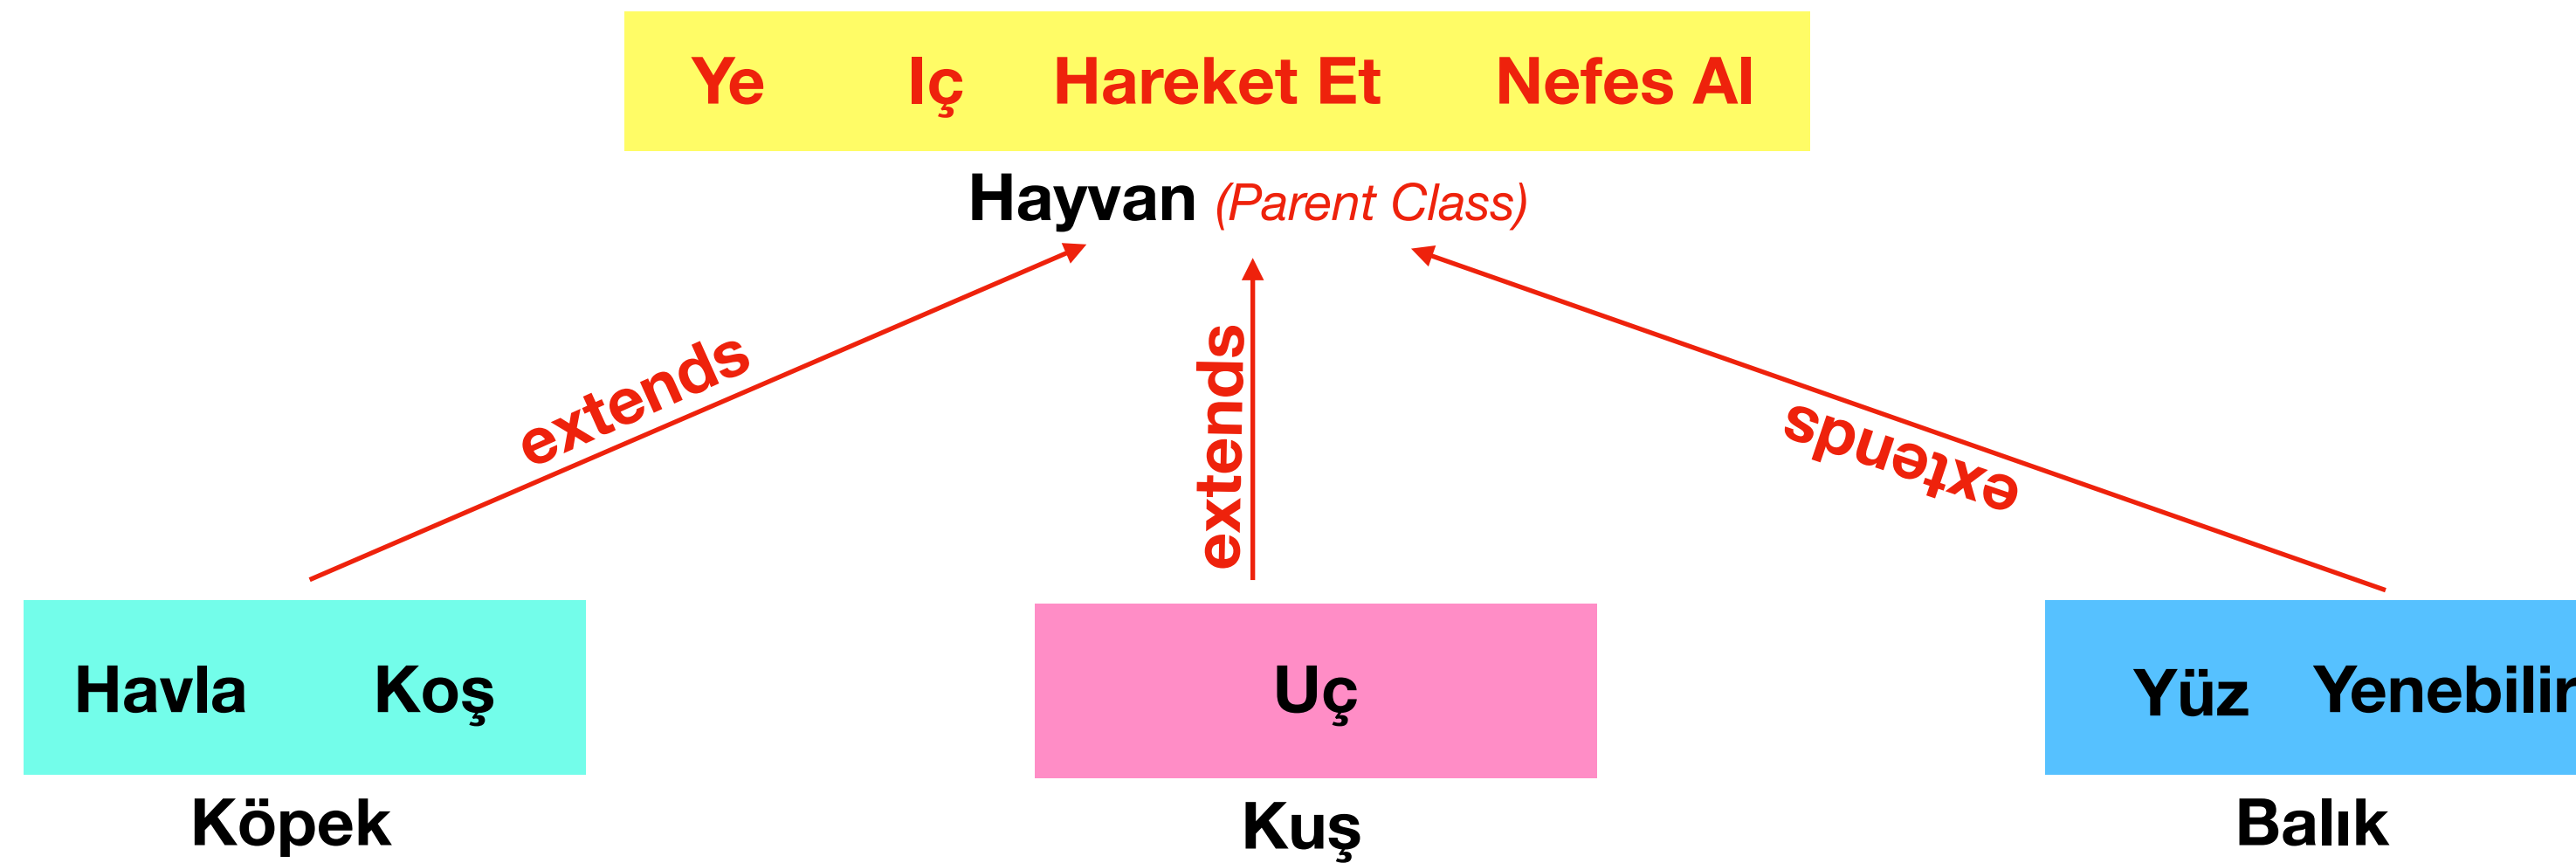 Ye Iç Hareket Et Nefes Al
Hayvan (Parent Class)
extends
extends
extends
Havla Koş
Uç
Yüz Yenebilir
Köpek
Kuş
Balık